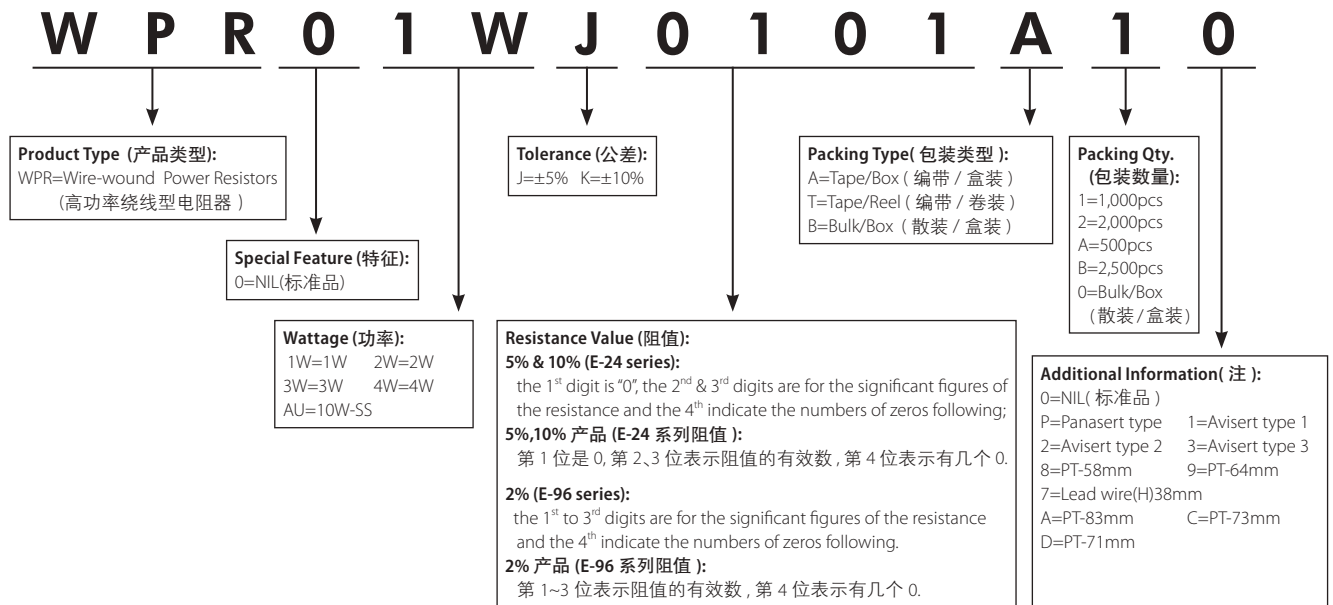 W P R 0 1 W J 0 1 0 1 A 1 0
Product Type (产品类型):
WPR=Wire-wound Power Resistors
(高功率绕线型电阻器)
Special Feature (特征):
0=NIL(标准品)
Wattage (功率):
1W=1W 2W=2W
3W=3W 4W=4W
AU=10W-SS
Tolerance (公差):
J=±5% K=±10%
Resistance Value (阻值):
5% & 10% (E-24 series):
the 1st digit is “0”, the 2nd & 3rd digits are for the significant figures of
the resistance and the 4th indicate the numbers of zeros following;
5%,10% 产品 (E-24 系列阻值 ):
第 1 位是 0, 第 2、3 位表示阻值的有效数 , 第 4 位表示有几个 0.
2% (E-96 series):
the 1st to 3rd digits are for the significant figures of the resistance
and the 4th indicate the numbers of zeros following.
2% 产品 (E-96 系列阻值 ):
第 1~3 位表示阻值的有效数 , 第 4 位表示有几个 0.
Packing Type( 包装类型 ):
A=Tape/Box ( 编带 / 盒装 )
T=Tape/Reel ( 编带 / 卷装 )
B=Bulk/Box ( 散装 / 盒装 )
Packing Qty.
(包装数量):
1=1,000pcs
2=2,000pcs
A=500pcs
B=2,500pcs
0=Bulk/Box
(散装/盒装)
Additional Information( 注 ):
0=NIL( 标准品 )
P=Panasert type 1=Avisert type 1
2=Avisert type 2 3=Avisert type 3
8=PT-58mm 9=PT-64mm
7=Lead wire(H)38mm
A=PT-83mm C=PT-73mm
D=PT-71mm